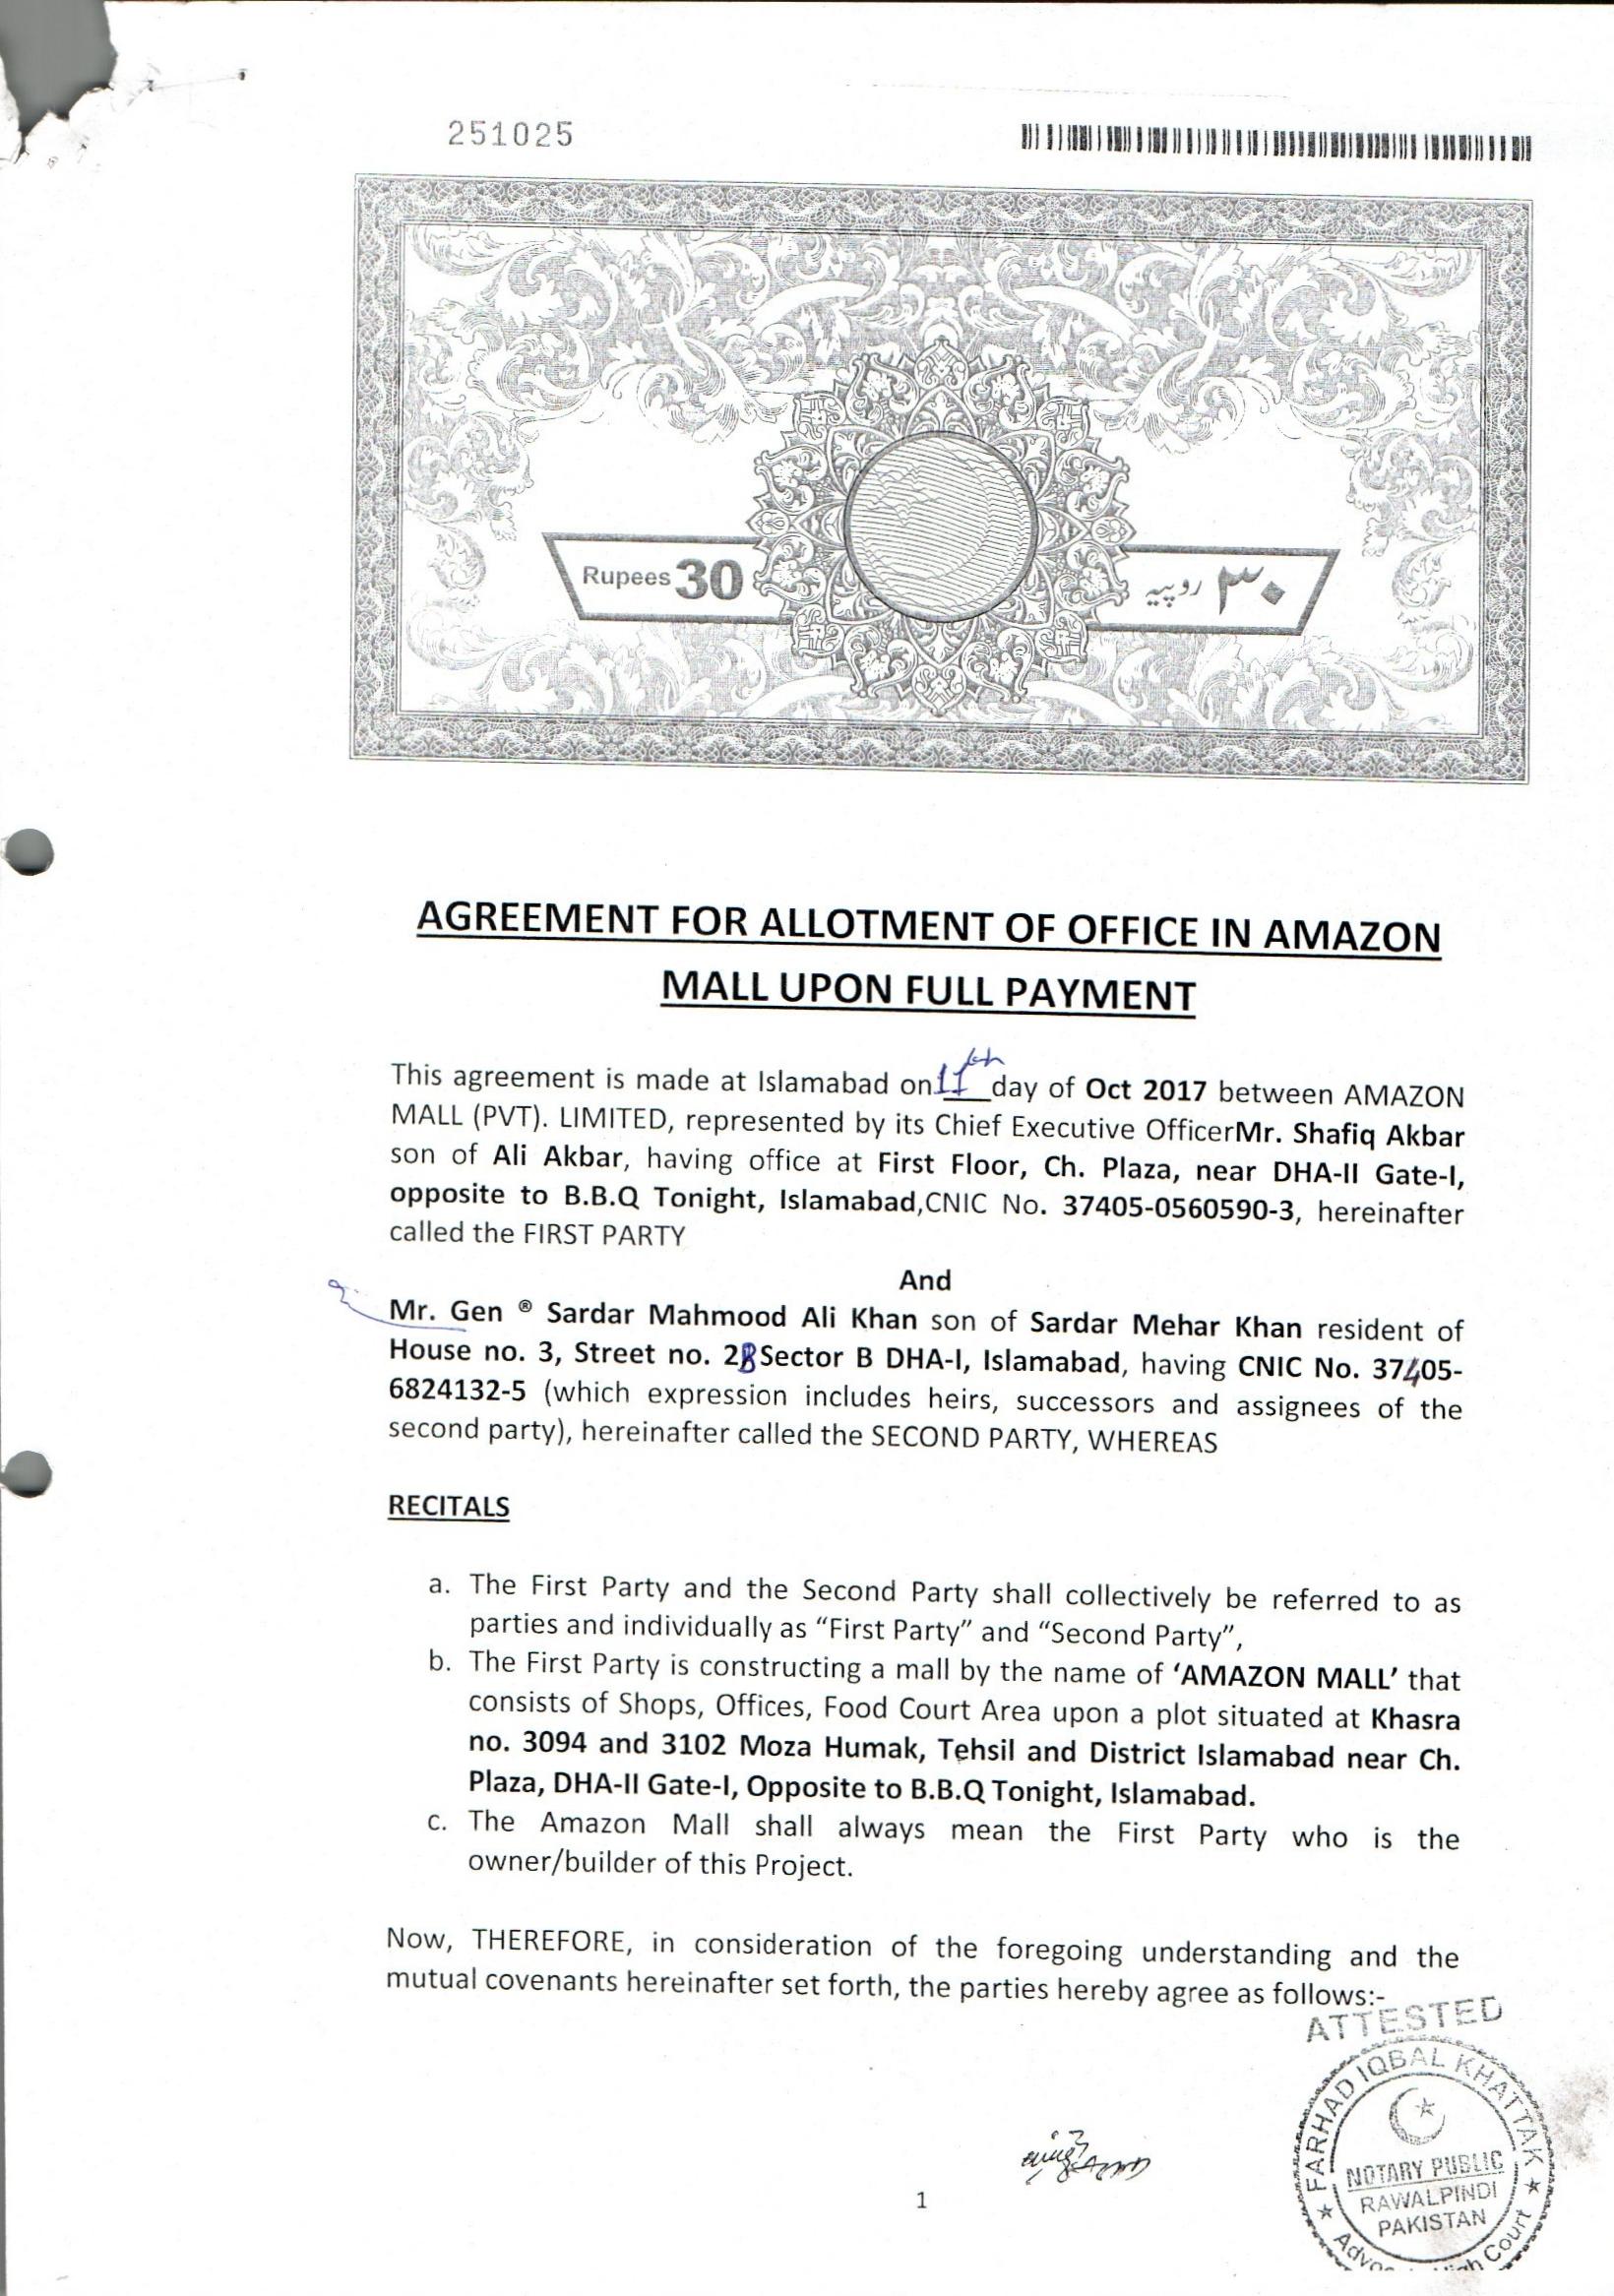 251025
Rupees 30
۳۰ روپیہ
AGREEMENT FOR ALLOTMENT OF OFFICE IN AMAZON
MALL UPON FULL PAYMENT
This agreement is made at Islamabad on 11th day of Oct 2017 between AMAZON
MALL (PVT). LIMITED, represented by its Chief Executive OfficerMr. Shafiq Akbar
son of Ali Akbar, having office at First Floor, Ch. Plaza, near DHA-II Gate-I,
opposite to B.B.Q Tonight, Islamabad,CNIC No. 37405-0560590-3, hereinafter
called the FIRST PARTY
And
Mr. Gen ® Sardar Mahmood Ali Khan son of Sardar Mehar Khan resident of
House no. 3, Street no. 2 Sector B DHA-I, Islamabad, having CNIC No. 37405-
6824132-5 (which expression includes heirs, successors and assignees of the
second party), hereinafter called the SECOND PARTY, WHEREAS
RECITALS
a. The First Party and the Second Party shall collectively be referred to as
parties and individually as “First Party” and “Second Party”,
b. The First Party is constructing a mall by the name of ‘AMAZON MALL’ that
consists of Shops, Offices, Food Court Area upon a plot situated at Khasra
no. 3094 and 3102 Moza Humak, Tehsil and District Islamabad near Ch.
Plaza, DHA-II Gate-I, Opposite to B.B.Q Tonight, Islamabad.
c. The Amazon Mall shall always mean the First Party who is the
owner/builder of this Project.
Now, THEREFORE, in consideration of the foregoing understanding and the
mutual covenants hereinafter set forth, the parties hereby agree as follows:-
ATTESTED
FARHAD IQBAL KHATTAK
NOTARY PUBLIC
RAWALPINDI
PAKISTAN
High Court
1